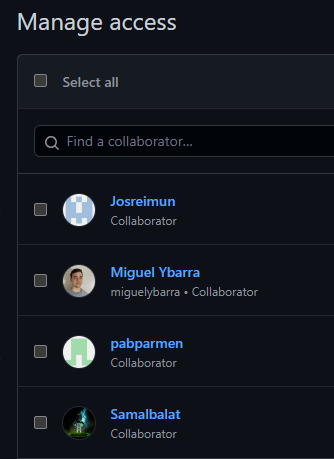 Manage access
Select all
Find a collaborator...
Josreimun
Collaborator
Miguel Ybarra
miguelybarra • Collaborator
pabparmen
Collaborator
Samalbalat
Collaborator